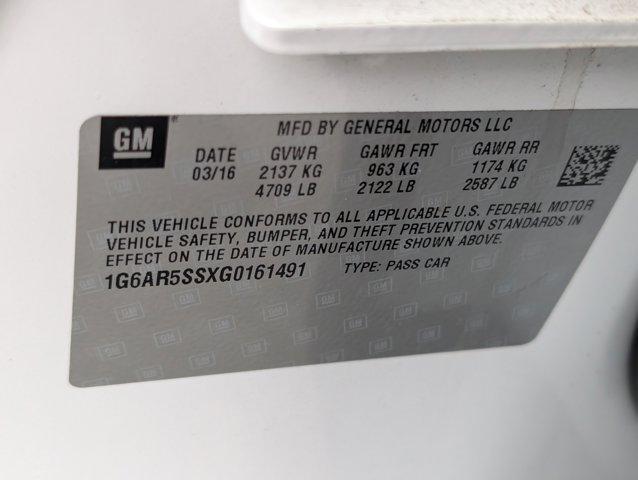 GM
MFD BY GENERAL MOTORS LLC
DATE GVWR GAWR FRT GAWR RR
03/16 2137 KG 963 KG 1174 KG
4709 LB 2122 LB 2587 LB
THIS VEHICLE CONFORMS TO ALL APPLICABLE U.S. FEDERAL MOTOR
VEHICLE SAFETY, BUMPER, AND THEFT PREVENTION STANDARDS IN
EFFECT ON THE DATE OF MANUFACTURE SHOWN ABOVE.
1G6AR5SSXG0161491 TYPE: PASS CAR